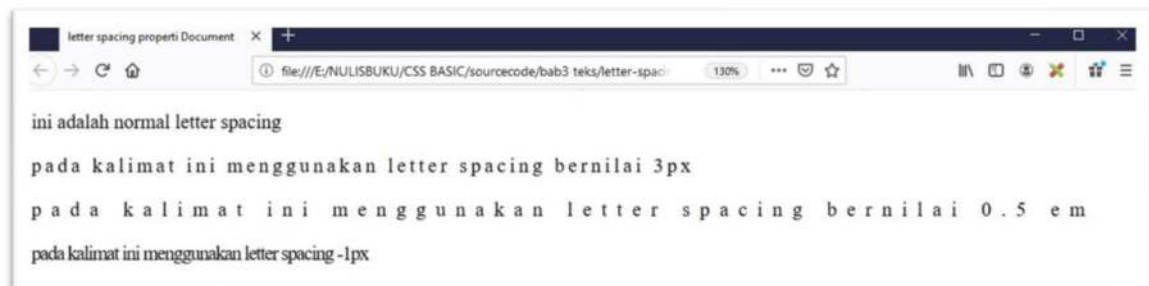 letter spacing properti Document
file:///E:/NULISBUKU/CSS BASIC/sourcecode/bab3 teks/letter-spaci
130%
ini adalah normal letter spacing
pada kalimat ini menggunakan letter spacing bernilai 3px
pada kalimat ini menggunakan letter spacing bernilai 0.5 em
pada kalimat ini menggunakan letter spacing -1px